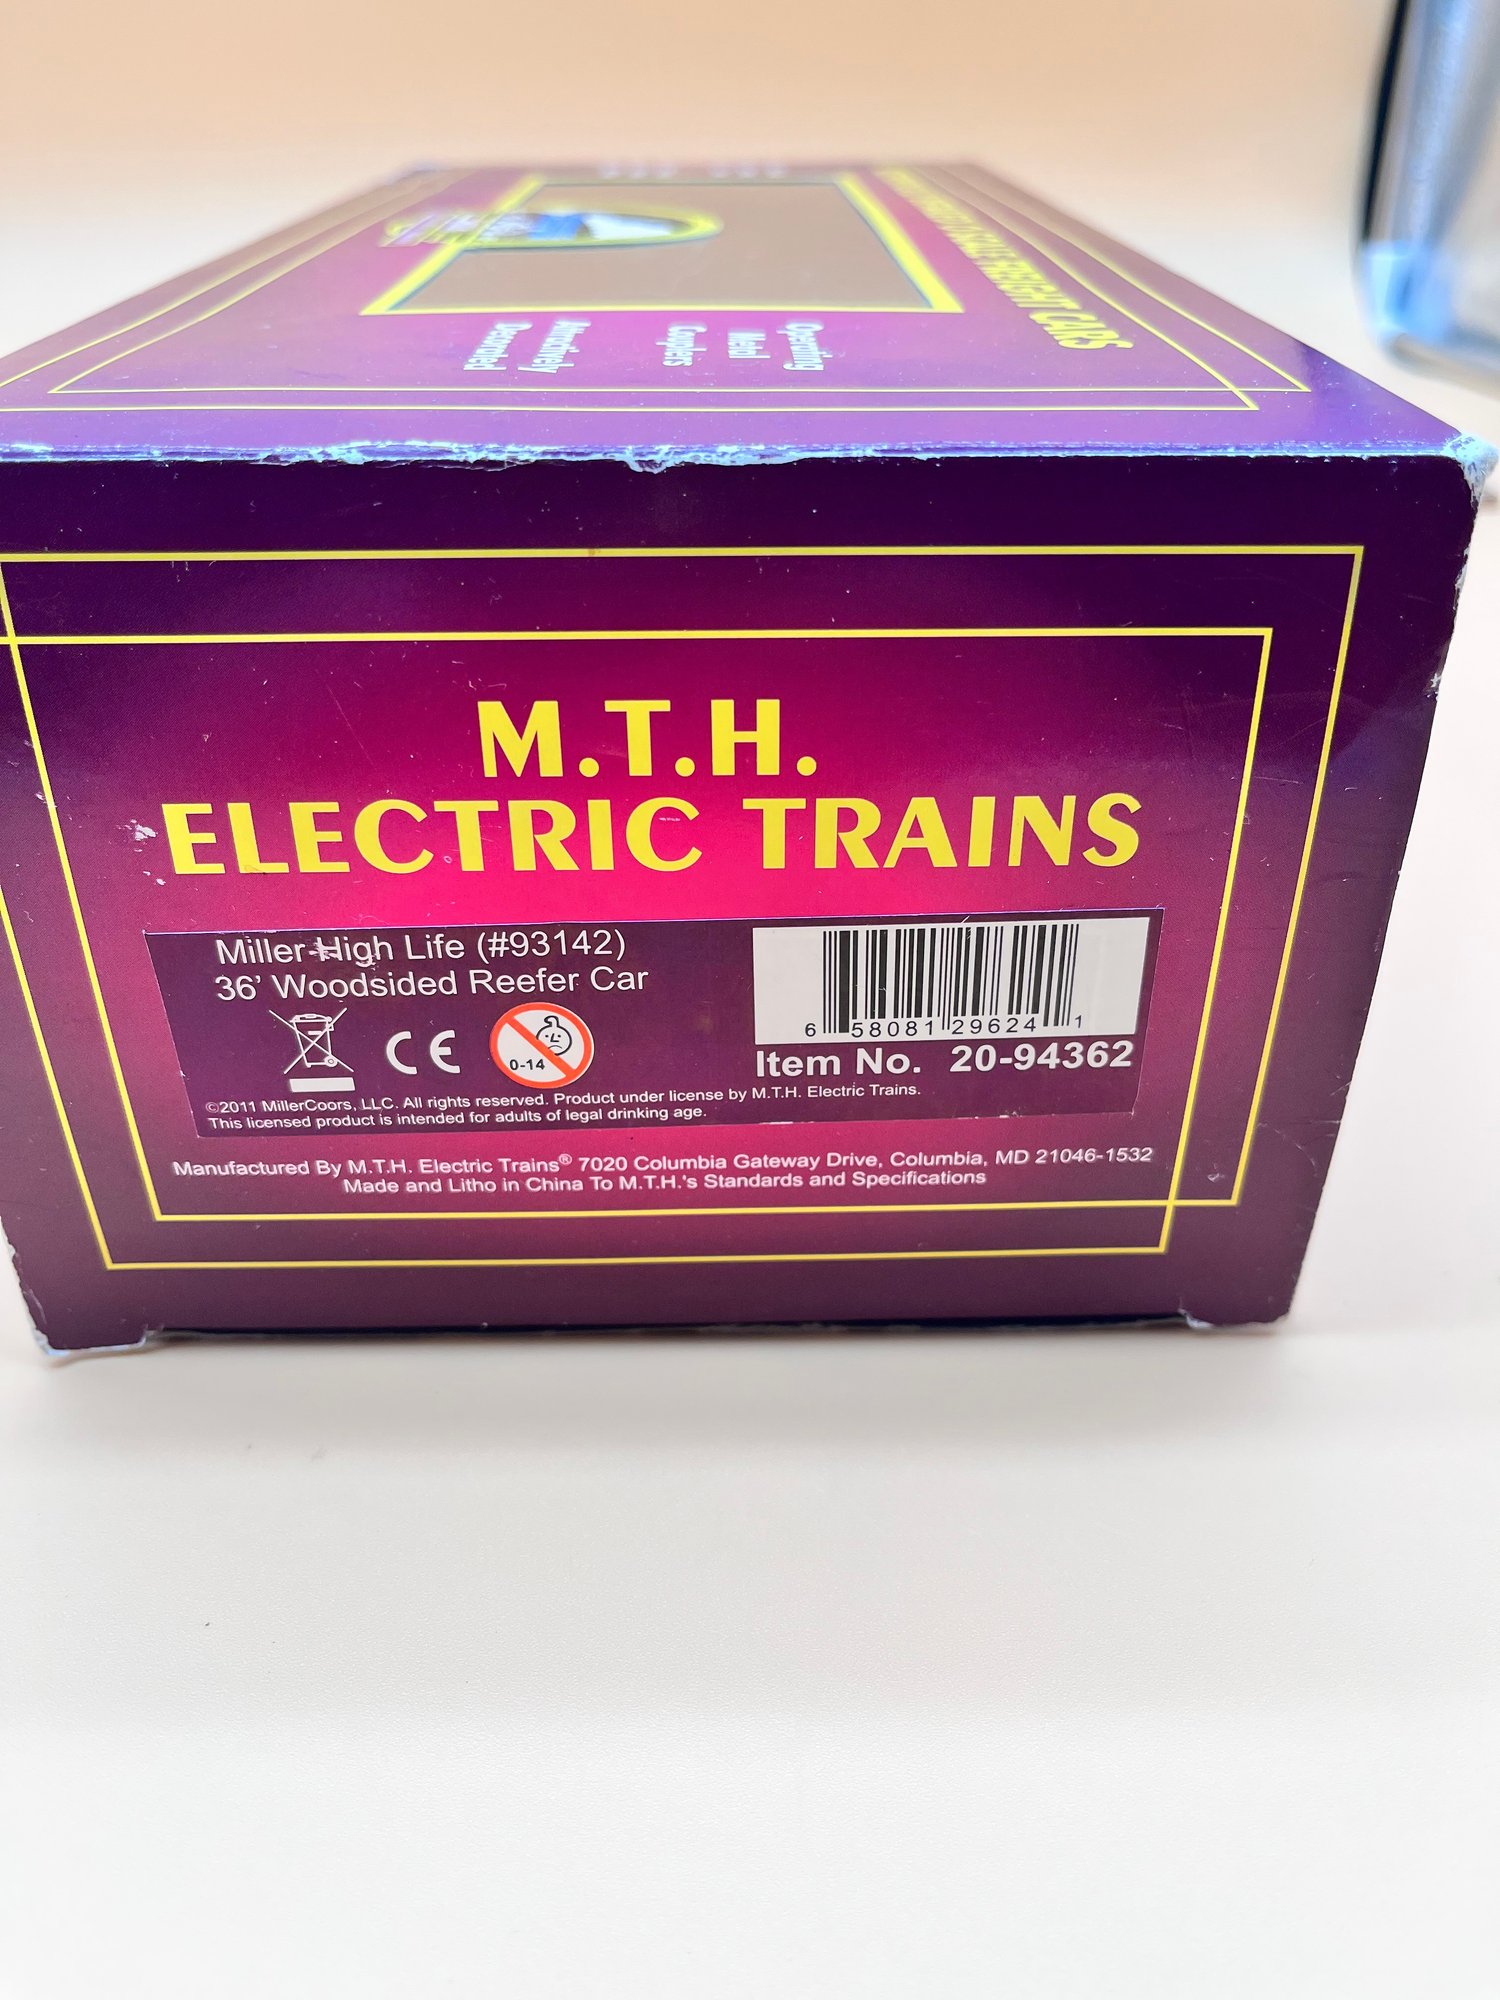 FREIGHT CARS
Operating
Metal
Couplers
Attractively
Decorated
M.T.H.
ELECTRIC TRAINS
Miller High Life (#93142)
36' Woodsided Reefer Car
0-14
CE
6 58081 29624 1
Item No. 20-94362
©2011 MillerCoors, LLC. All rights reserved. Product under license by M.T.H. Electric Trains.
This licensed product is intended for adults of legal drinking age.
Manufactured By M.T.H. Electric Trains® 7020 Columbia Gateway Drive, Columbia, MD 21046-1532
Made and Litho in China To M.T.H.'s Standards and Specifications